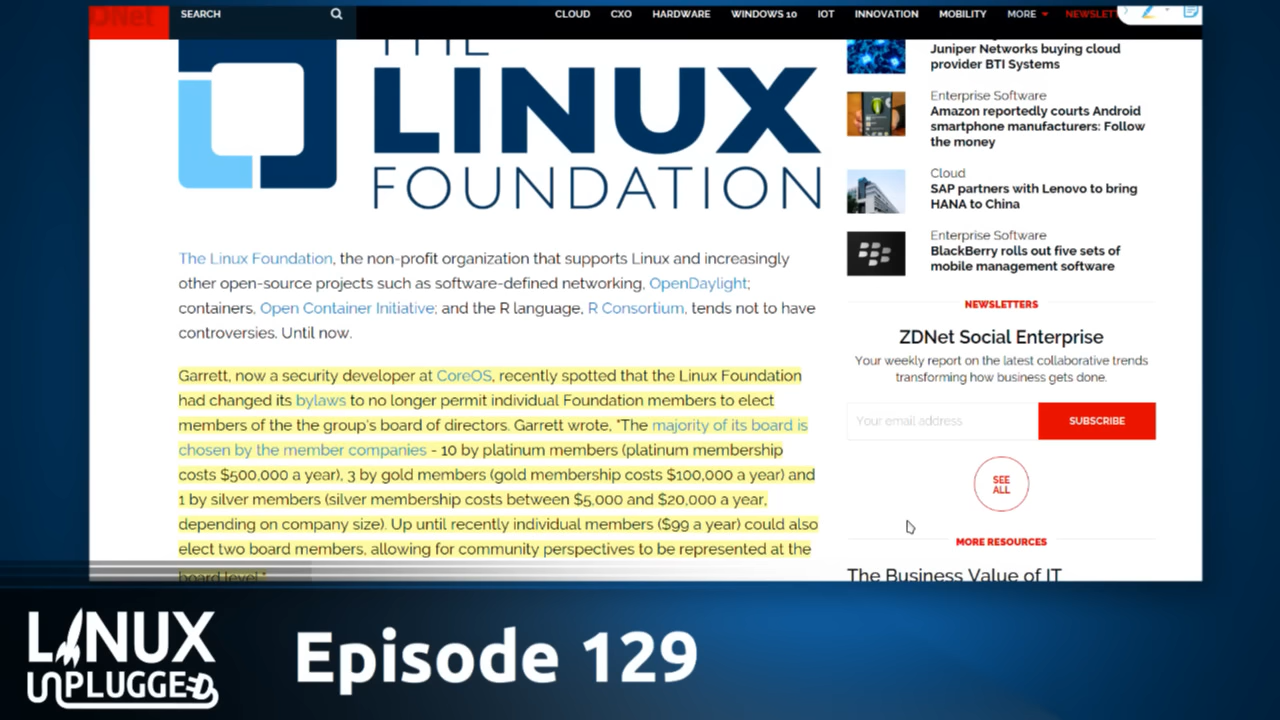 ZDNet
SEARCH
CLOUD CXO HARDWARE WINDOWS 10 IOT INNOVATION MOBILITY MORE NEWSLET
THE
LINUX
FOUNDATION
The Linux Foundation, the non-profit organization that supports Linux and increasingly
other open-source projects such as software-defined networking, OpenDaylight;
containers, Open Container Initiative; and the R language, R Consortium, tends not to have
controversies. Until now.
Garrett, now a security developer at CoreOS, recently spotted that the Linux Foundation
had changed its bylaws to no longer permit individual Foundation members to elect
members of the the group's board of directors. Garrett wrote, "The majority of its board is
chosen by the member companies - 10 by platinum members (platinum membership
costs $500,000 a year), 3 by gold members (gold membership costs $100,000 a year) and
1 by silver members (silver membership costs between $5,000 and $20,000 a year,
depending on company size). Up until recently individual members ($99 a year) could also
elect two board members, allowing for community perspectives to be represented at the
board level."
Juniper Networks buying cloud
provider BTI Systems
Enterprise Software
Amazon reportedly courts Android
smartphone manufacturers: Follow
the money
Cloud
SAP partners with Lenovo to bring
HANA to China
Enterprise Software
BlackBerry rolls out five sets of
mobile management software
NEWSLETTERS
ZDNet Social Enterprise
Your weekly report on the latest collaborative trends
transforming how business gets done.
Your email address
SUBSCRIBE
SEE
ALL
MORE RESOURCES
The Business Value of IT
LINUX
UNPLUGGED
Episode 129